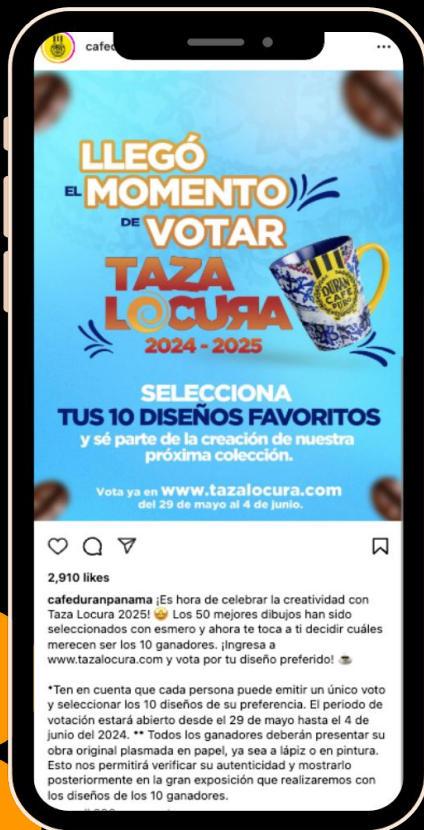 LLEGÓ
EL MOMENTO
DE VOTAR
TAZA
LOCURA
2024 - 2025
DURAN
CAFE
PURO
SELECCIONA
TUS 10 DISEÑOS FAVORITOS
y sé parte de la creación de nuestra
próxima colección.
Vota ya en www.tazalocura.com
del 29 de mayo al 4 de junio.
2,910 likes
cafeduranpanama ¡Es hora de celebrar la creatividad con
Taza Locura 2025! 🤩 Los 50 mejores dibujos han sido
seleccionados con esmero y ahora te toca a ti decidir cuáles
merecen ser los 10 ganadores. ¡Ingresa a
www.tazalocura.com y vota por tu diseño preferido! ☕
*Ten en cuenta que cada persona puede emitir un único voto
y seleccionar los 10 diseños de su preferencia. El periodo de
votación estará abierto desde el 29 de mayo hasta el 4 de
junio del 2024. ** Todos los ganadores deberán presentar su
obra original plasmada en papel, ya sea a lápiz o en pintura.
Esto nos permitirá verificar su autenticidad y mostrarlo
posteriormente en la gran exposición que realizaremos con
los diseños de los 10 ganadores.